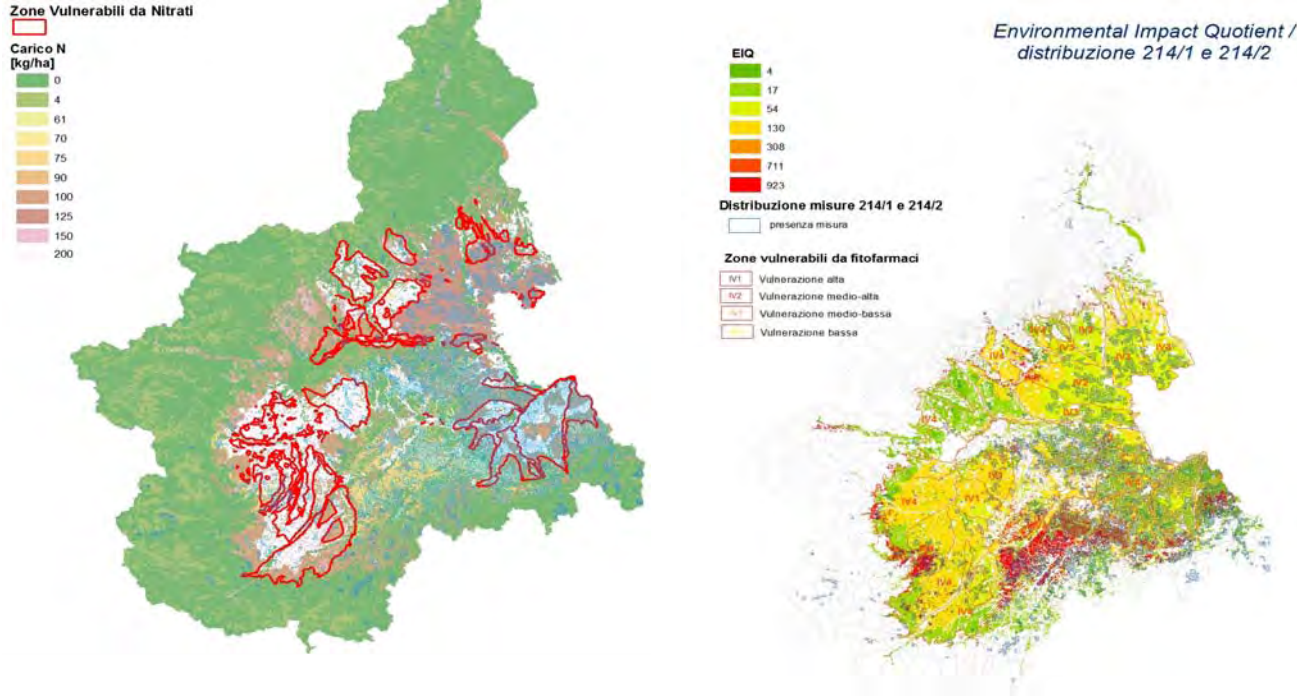 Zone Vulnerabili da Nitrati
Carico N
[kg/ha]
0
4
61
70
75
90
100
125
150
200
Environmental Impact Quotient /
distribuzione 214/1 e 214/2
EIQ
4
17
54
130
308
711
923
Distribuzione misure 214/1 e 214/2
presenza misura
Zone vulnerabili da fitofarmaci
IV1 Vulnerazione alta
IV2 Vulnerazione medio-alta
Vulnerazione medio-bassa
Vulnerazione bassa